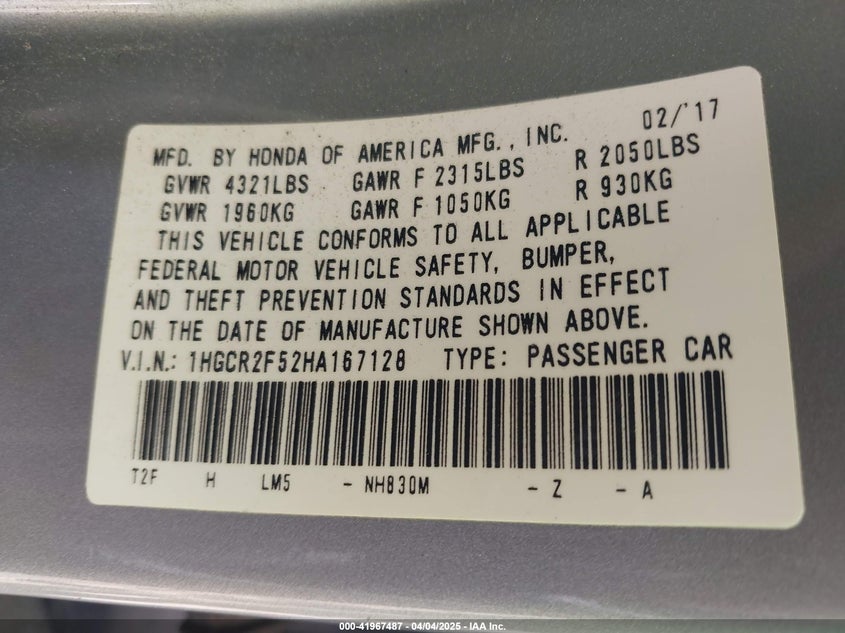 02/'17
MFD. BY HONDA OF AMERICA MFG., INC.
GVWR 4321LBS GAWR F 2315LBS R 2050LBS
GVWR 1960KG GAWR F 1050KG R 930KG
THIS VEHICLE CONFORMS TO ALL APPLICABLE
FEDERAL MOTOR VEHICLE SAFETY, BUMPER,
AND THEFT PREVENTION STANDARDS IN EFFECT
ON THE DATE OF MANUFACTURE SHOWN ABOVE.
V.I.N.: 1HGCR2F52HA167128 TYPE: PASSENGER CAR
T2F H LM5 - NH830M - Z - A
000-41967487 - 04/04/2025 - IAA Inc.